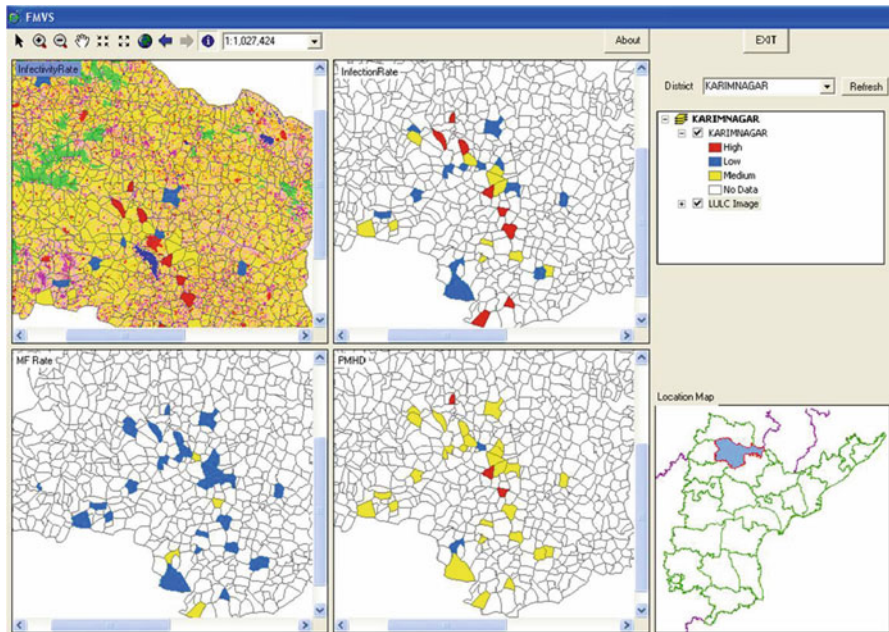 FMVS
1:1,027,424
About
EXIT
InfectivityRate
InfectionRate
District
KARIMNAGAR
Refresh
KARIMNAGAR
KARIMNAGAR
High
Low
Medium
No Data
LULC Image
MF Rate
PMHD
Location Map